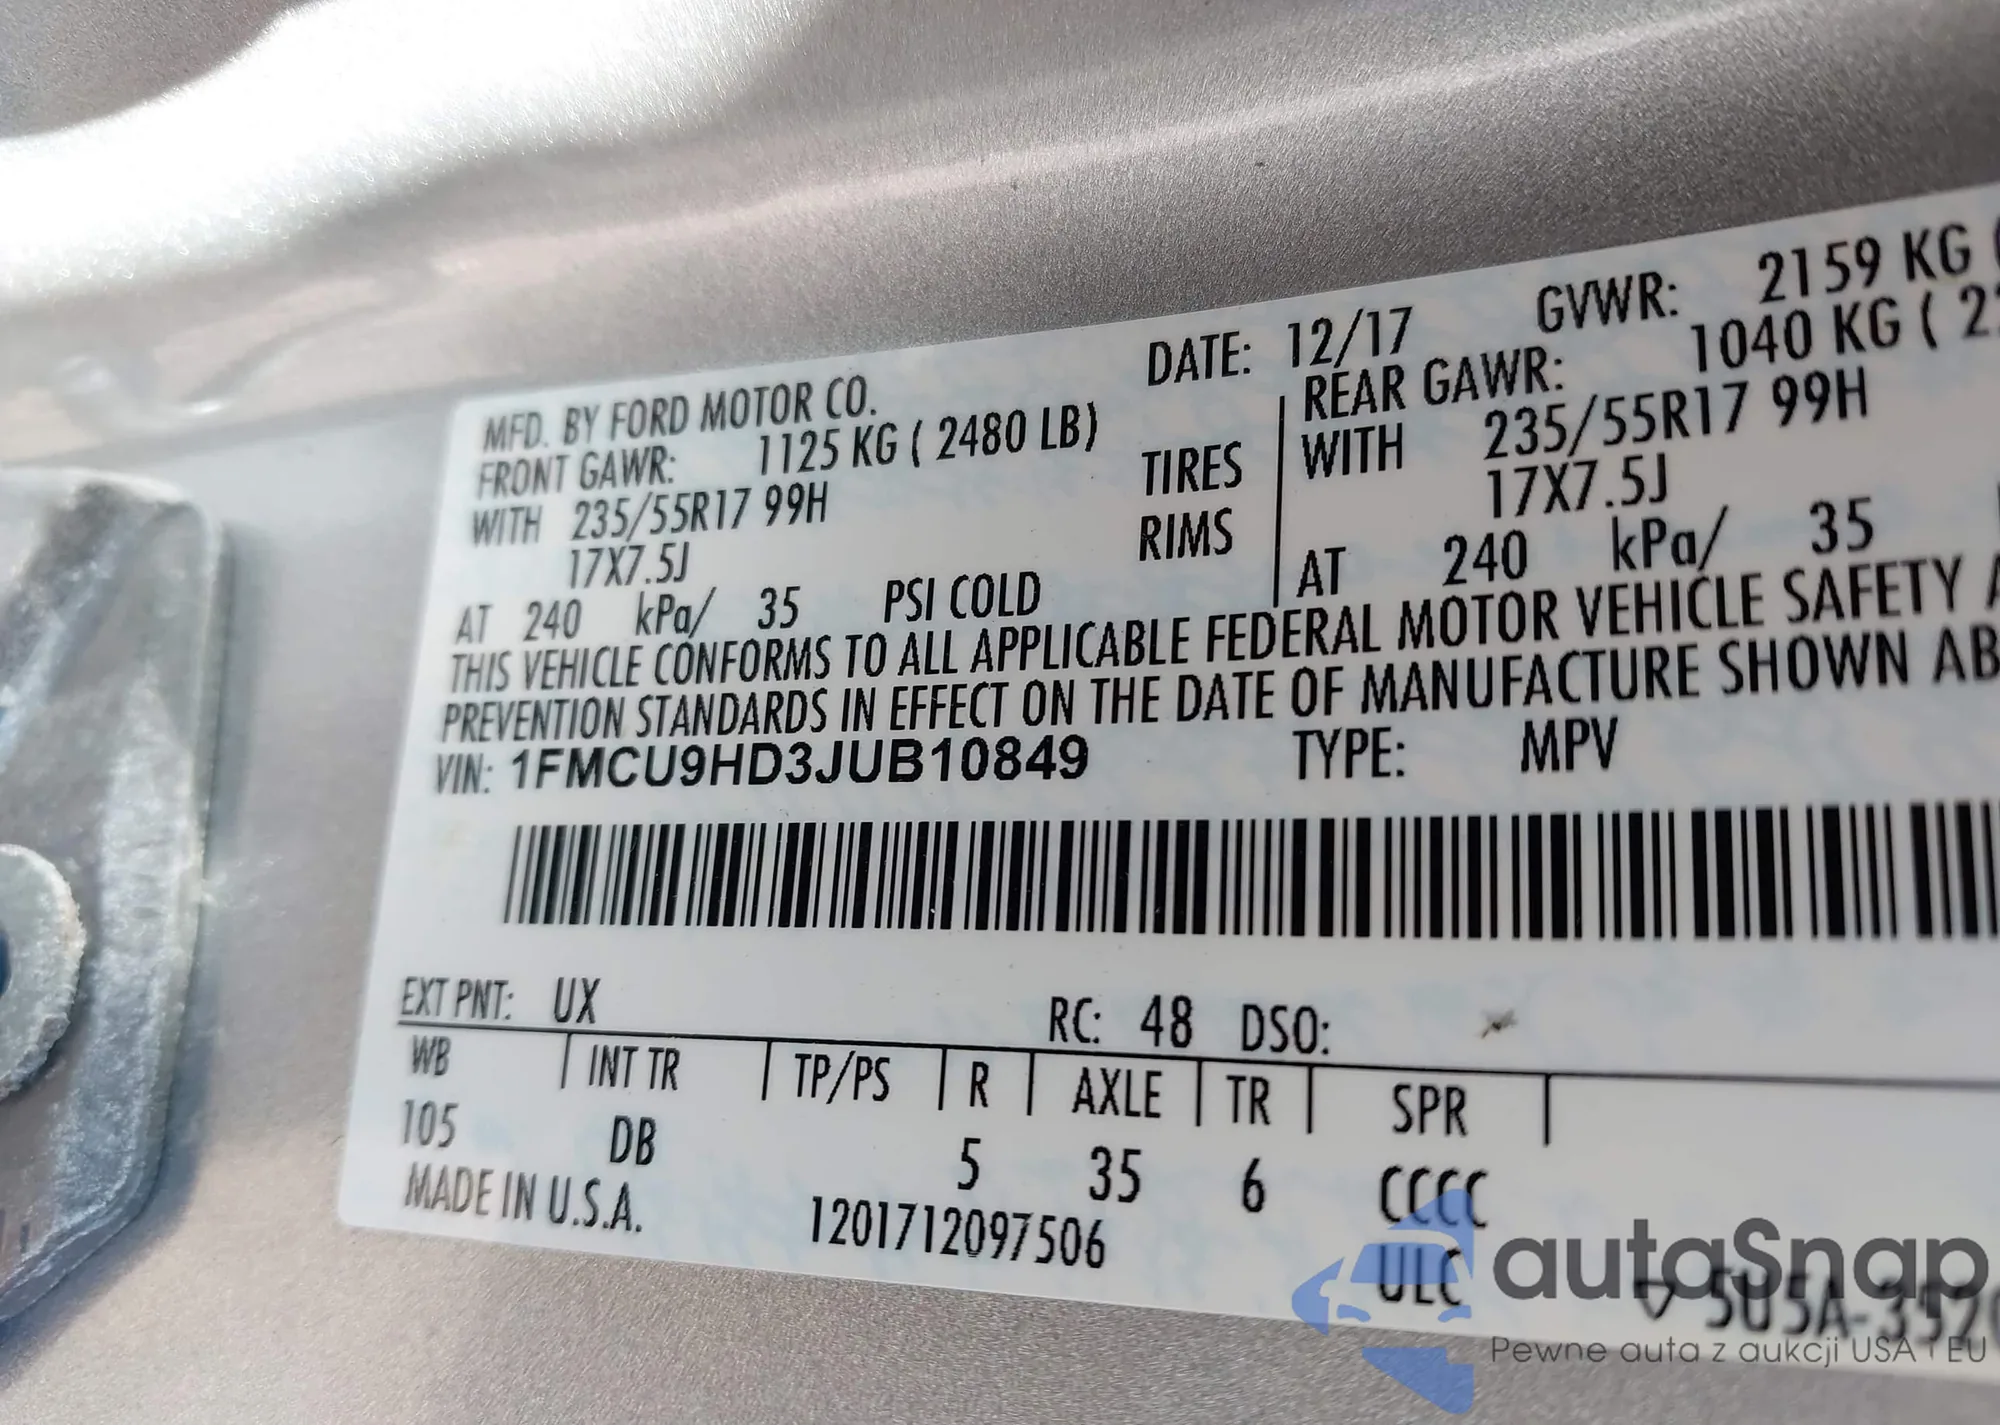 MFD. BY FORD MOTOR CO. DATE: 12/17 GVWR: 2159 KG (
FRONT GAWR: 1125 KG ( 2480 LB) REAR GAWR: 1040 KG ( 22
WITH 235/55R17 99H TIRES WITH 235/55R17 99H
17X7.5J RIMS 17X7.5J
AT 240 kPa/ 35 PSI COLD AT 240 kPa/ 35
THIS VEHICLE CONFORMS TO ALL APPLICABLE FEDERAL MOTOR VEHICLE SAFETY A
PREVENTION STANDARDS IN EFFECT ON THE DATE OF MANUFACTURE SHOWN AB
VIN: 1FMCU9HD3JUB10849 TYPE: MPV
EXT PNT: UX RC: 48 DSO:
WB | INT TR | TP/PS | R | AXLE | TR | SPR |
105 DB 5 35 6 CCCC
MADE IN U.S.A. 1201712097506 ULC
autaSnap
Pewne auta z aukcji USA i EU